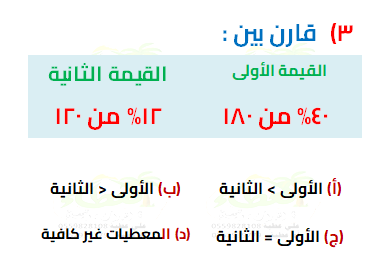 ٣) قارن بين :
القيمة الأولى القيمة الثانية
٤٠% من ١٨٠ ١٢% من ١٢٠
(أ) الأولى > الثانية (ب) الأولى < الثانية
(ج) الأولى = الثانية (د) المعطيات غير كافية